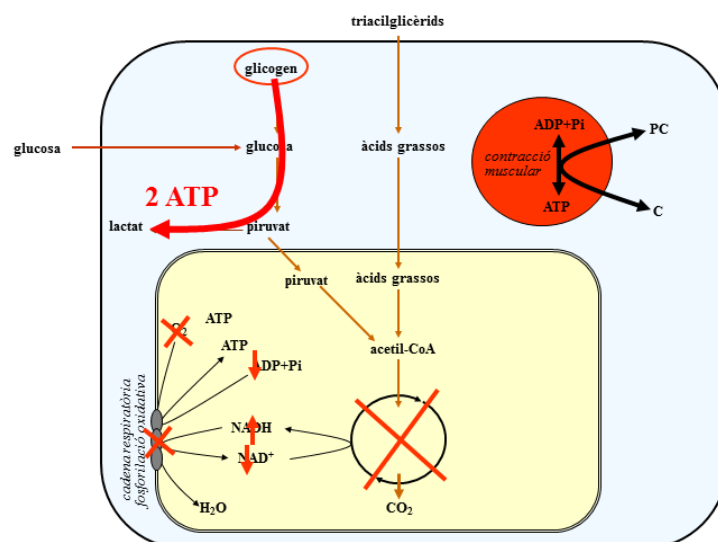 triacilglicèrids
glicogen
glucosa
glucosa
àcids grassos
ADP+Pi
PC
contracció
muscular
ATP
C
2 ATP
lactat
piruvat
piruvat
àcids grassos
acetil-CoA
O2
ATP
ATP
ADP+Pi
NADH
NAD+
H2O
CO2
cadena respiratòria
fosforilació oxidativa